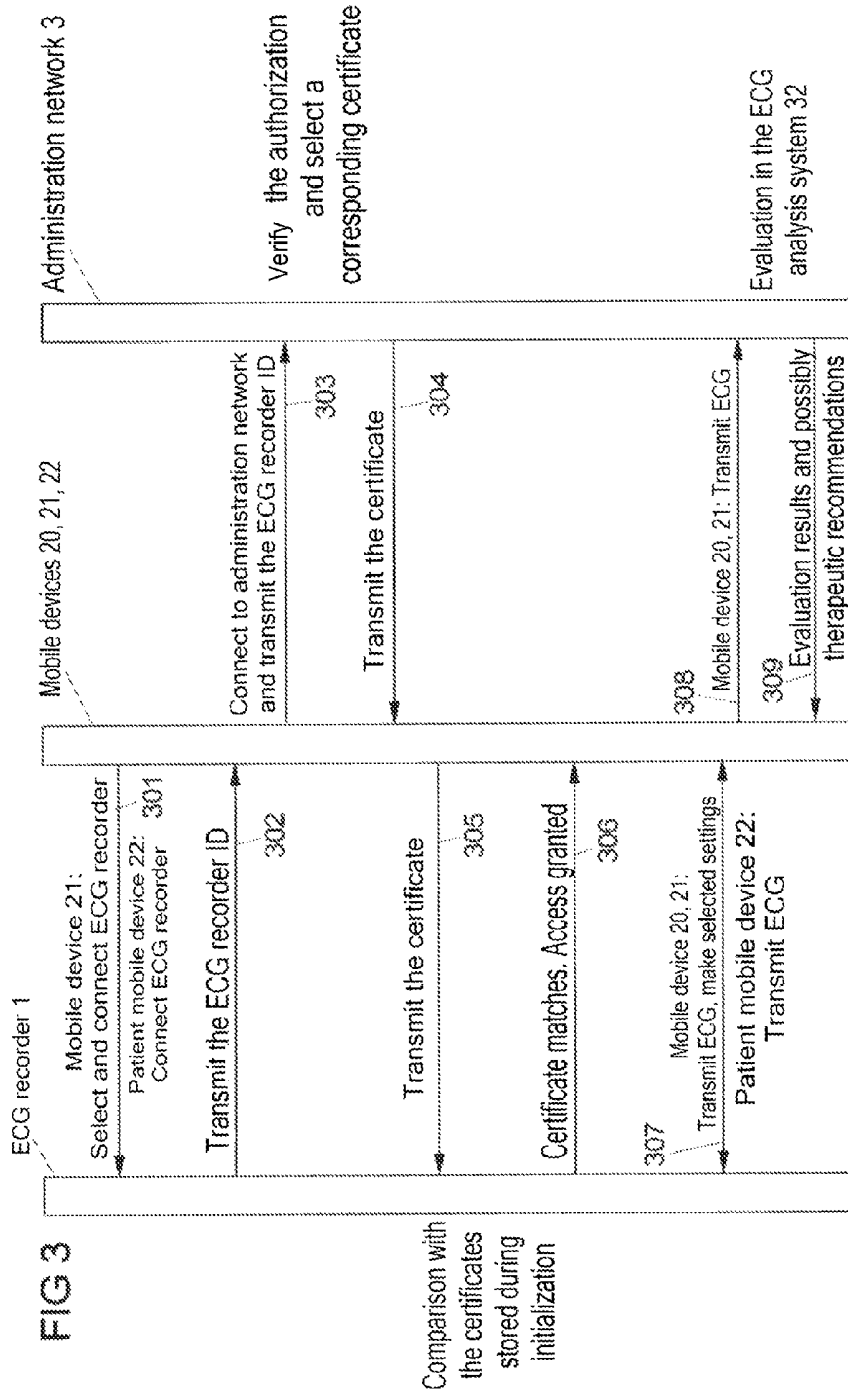 FIG 3
ECG recorder 1
Mobile devices 20, 21, 22
Administration network 3
Mobile device 21:
Select and connect ECG recorder
301
Patient mobile device 22:
Connect ECG recorder
Transmit the ECG recorder ID
302
Connect to administration network
and transmit the ECG recorder ID
303
Verify the authorization
and select a
corresponding certificate
Transmit the certificate
304
Transmit the certificate
305
Comparison with
the certificates
stored during
initialization
Certificate matches. Access granted
306
307
Mobile device 20, 21:
Transmit ECG, make selected settings
Patient mobile device 22:
Transmit ECG
308
Mobile device 20, 21: Transmit ECG
Evaluation in the ECG
analysis system 32
309
Evaluation results and possibly
therapeutic recommendations